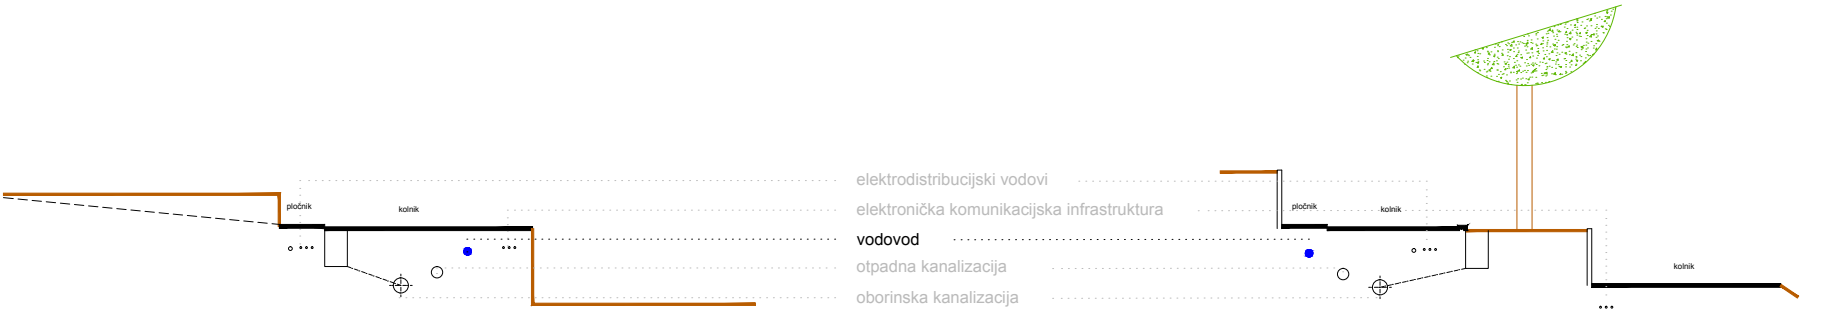 elektrodistribucijski vodovi
elektronička komunikacijska infrastruktura
vodovod
otpadna kanalizacija
oborinska kanalizacija
pločnik
kolnik
pločnik
kolnik
kolnik